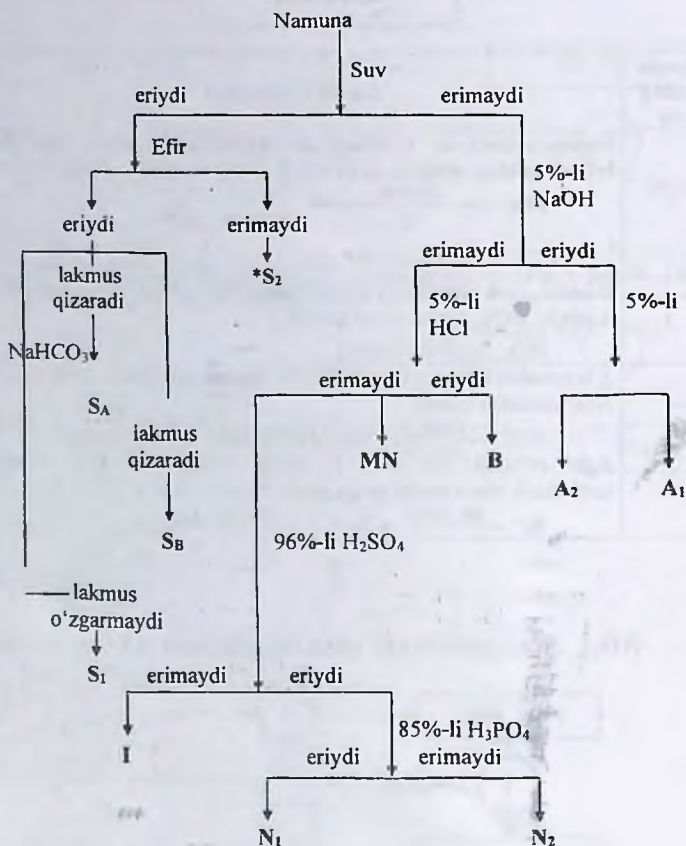 Namuna
Suv
eriydi
erimaydi
Efir
5%-li
NaOH
eriydi
erimaydi
erimaydi
eriydi
lakmus
qizaradi
*S₂
5%-li
HCl
5%-li
NaHCO₃
S_A
erimaydi
eriydi
lakmus
qizaradi
MN
B
A₂
A₁
S_B
96%-li H₂SO₄
lakmus
o‘zgarmaydi
S₁
erimaydi
eriydi
85%-li H₃PO₄
I
eriydi
erimaydi
N₁
N₂